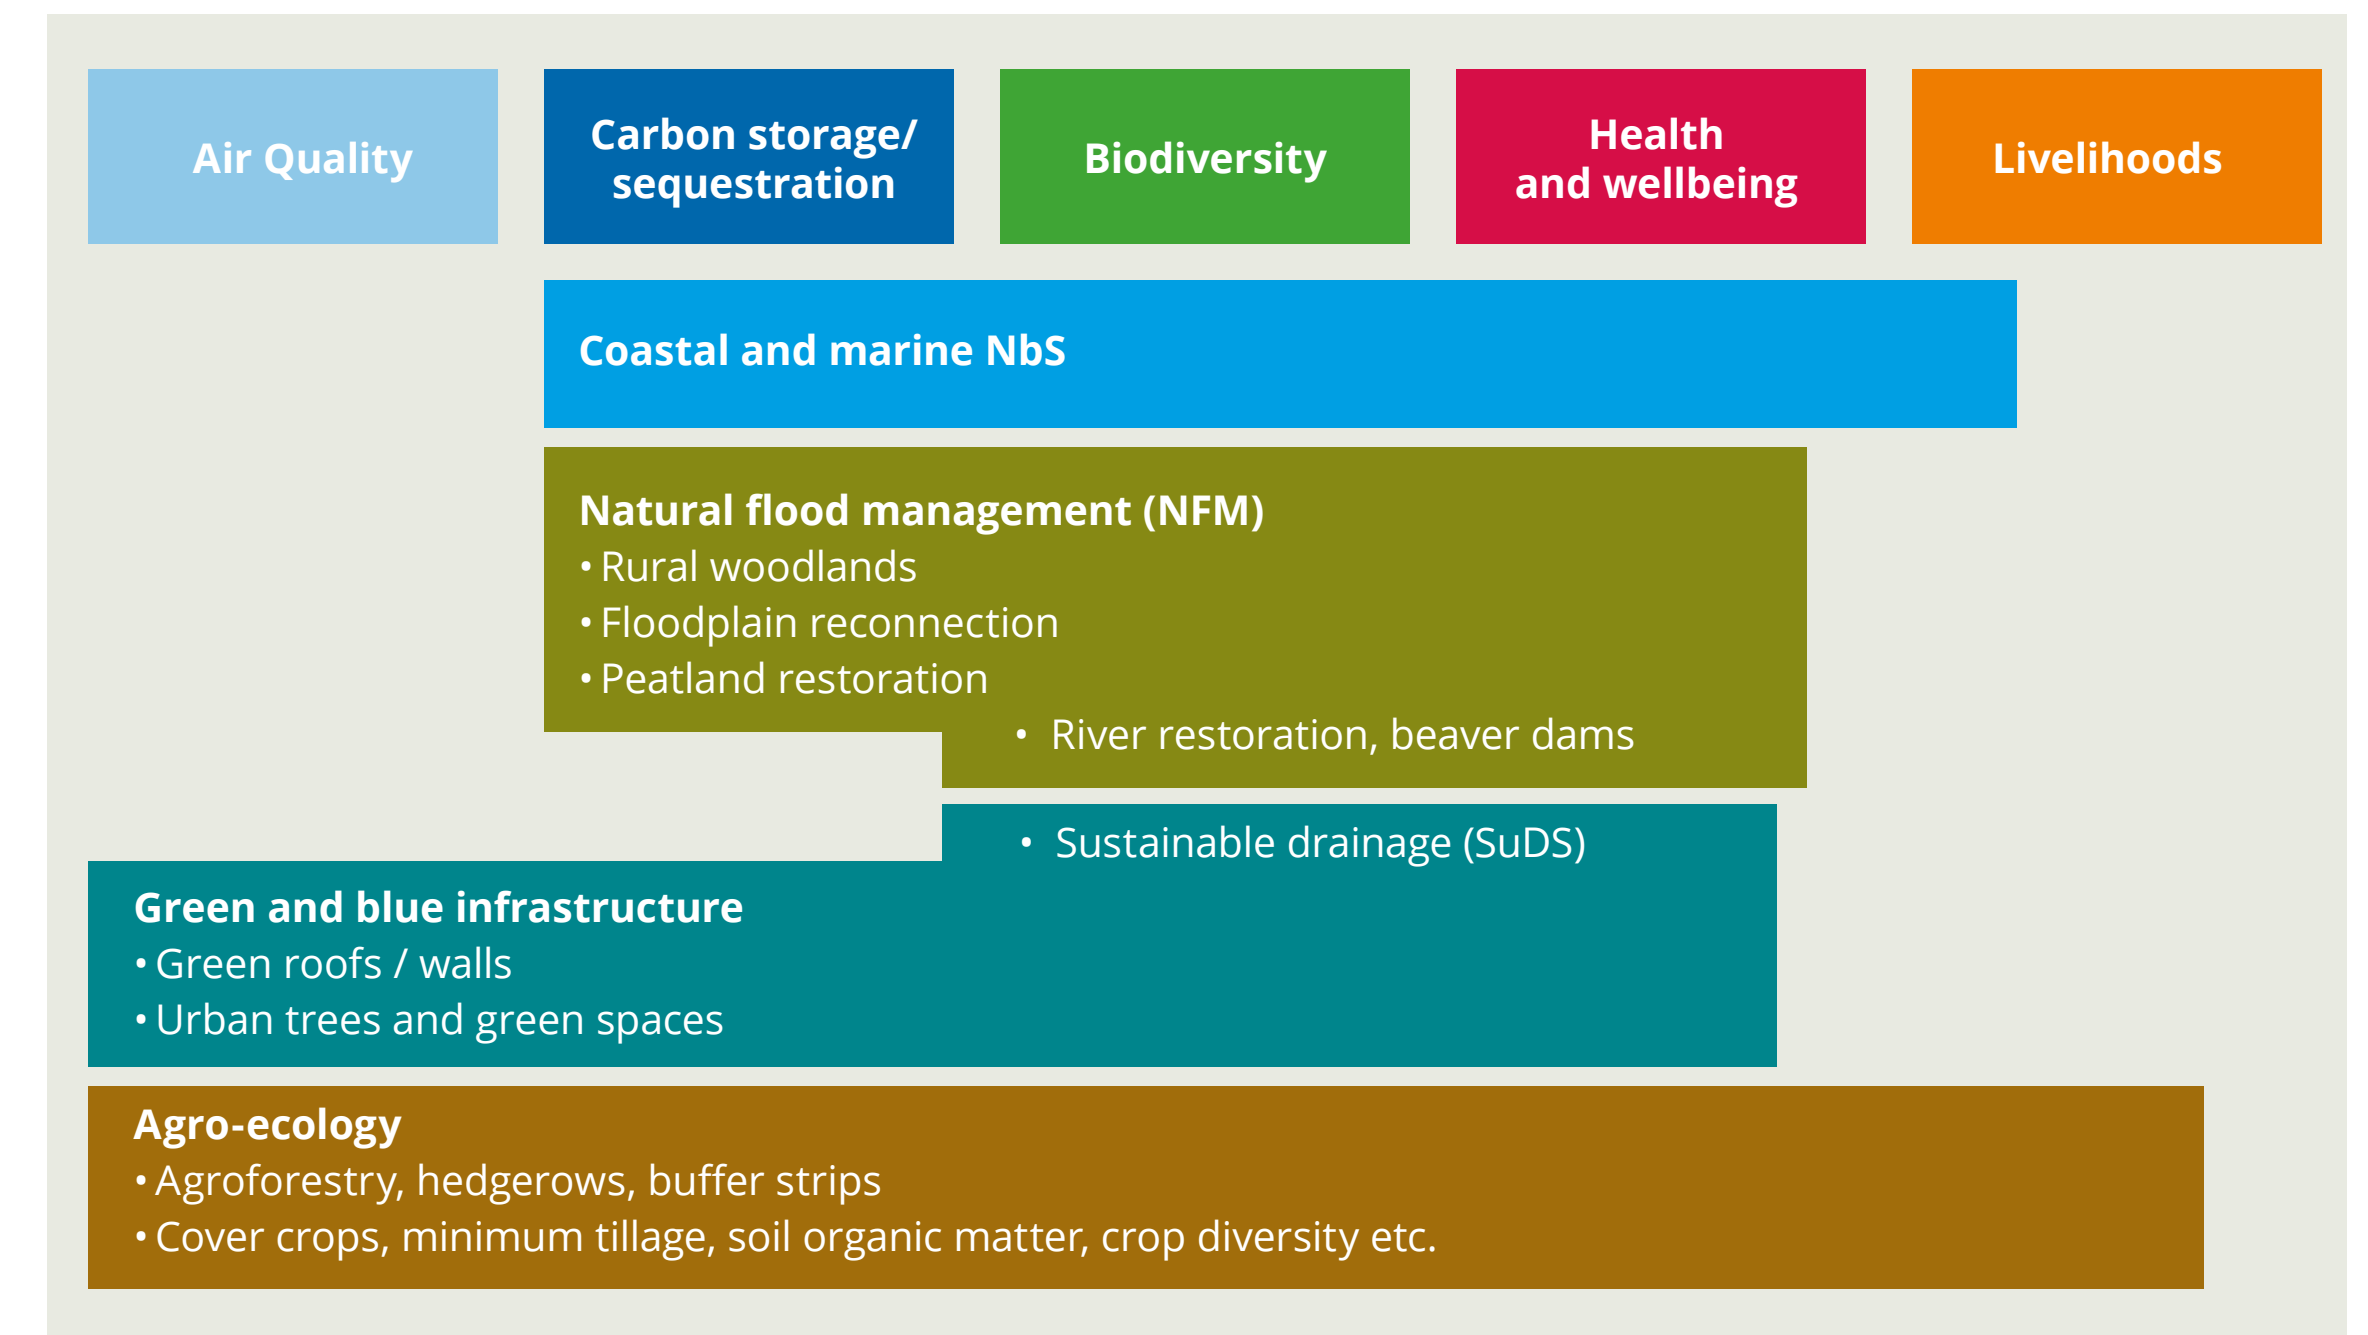 Air Quality
Carbon storage/
sequestration
Biodiversity
Health
and wellbeing
Livelihoods
Coastal and marine NbS
Natural flood management (NFM)
• Rural woodlands
• Floodplain reconnection
• Peatland restoration
• River restoration, beaver dams
• Sustainable drainage (SuDS)
Green and blue infrastructure
• Green roofs / walls
• Urban trees and green spaces
Agro-ecology
• Agroforestry, hedgerows, buffer strips
• Cover crops, minimum tillage, soil organic matter, crop diversity etc.